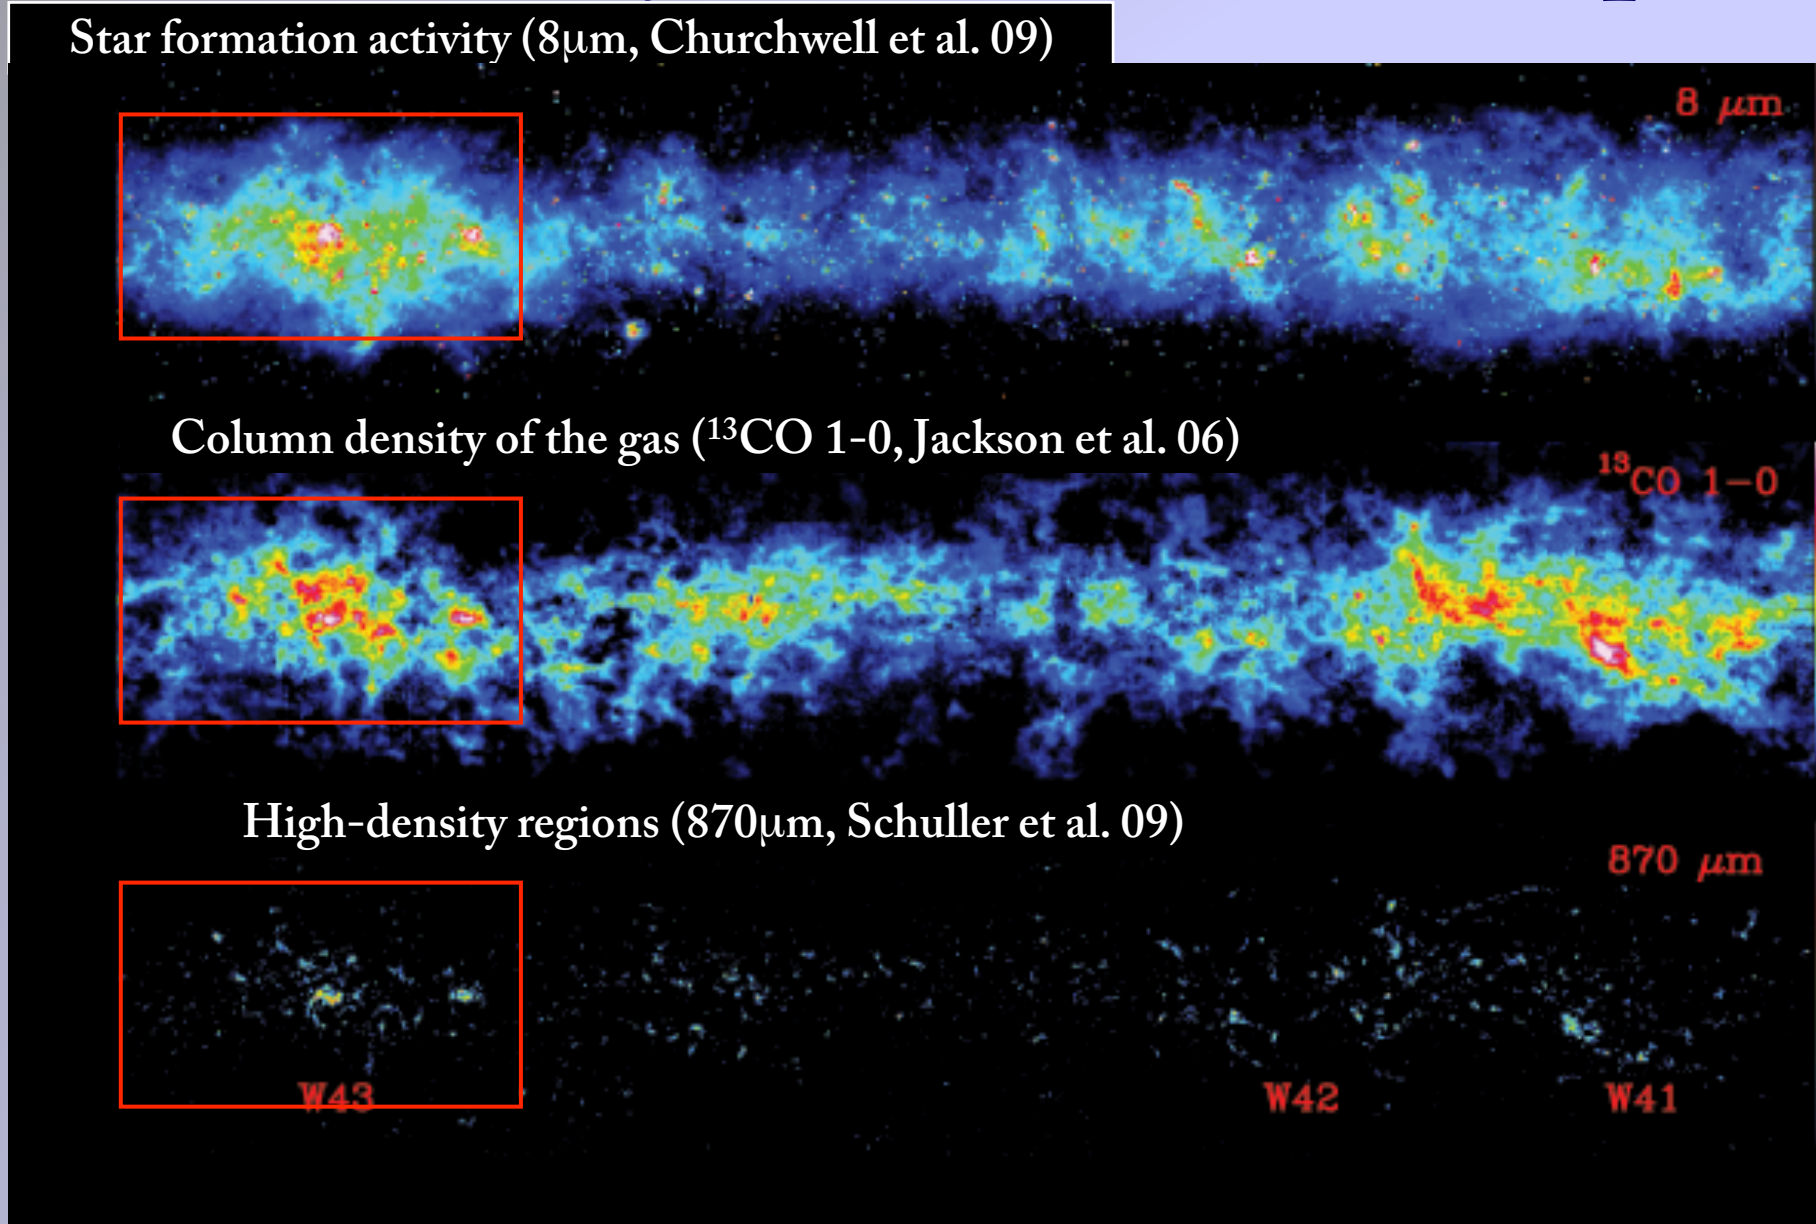 Star formation activity (8μm, Churchwell et al. 09)
8 μm
Column density of the gas (¹³CO 1-0, Jackson et al. 06)
¹³CO 1−0
High-density regions (870μm, Schuller et al. 09)
870 μm
W43
W42
W41